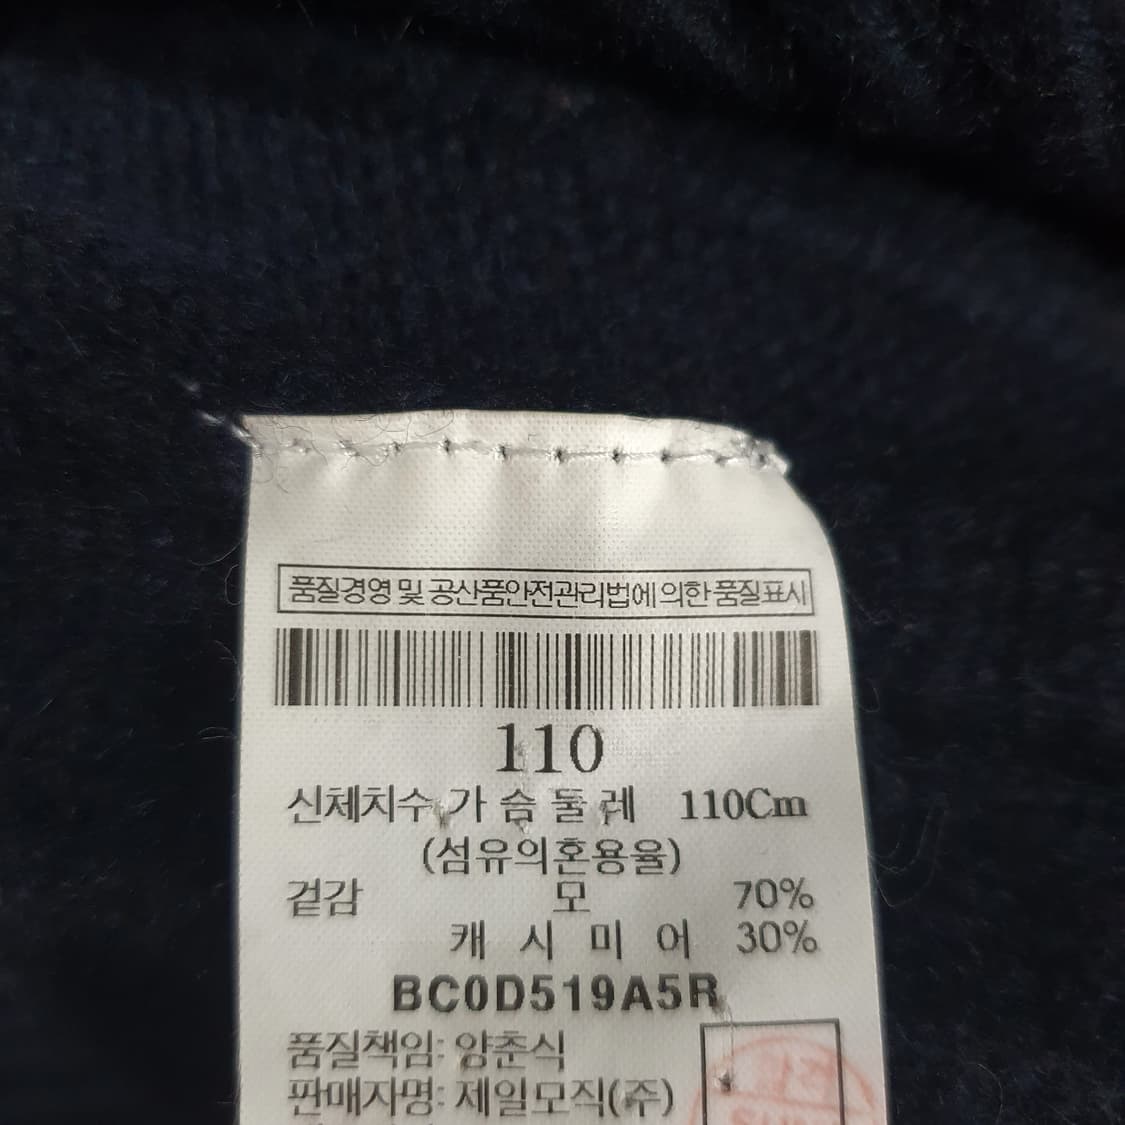 품질경영 및 공산품안전관리법에 의한 품질표시
110
신체치수 가 슴 둘 레 110Cm
(섬유의혼용율)
겉감 모 70%
캐 시 미 어 30%
BC0D519A5R
품질책임: 양춘식
판매자명: 제일모직(주)